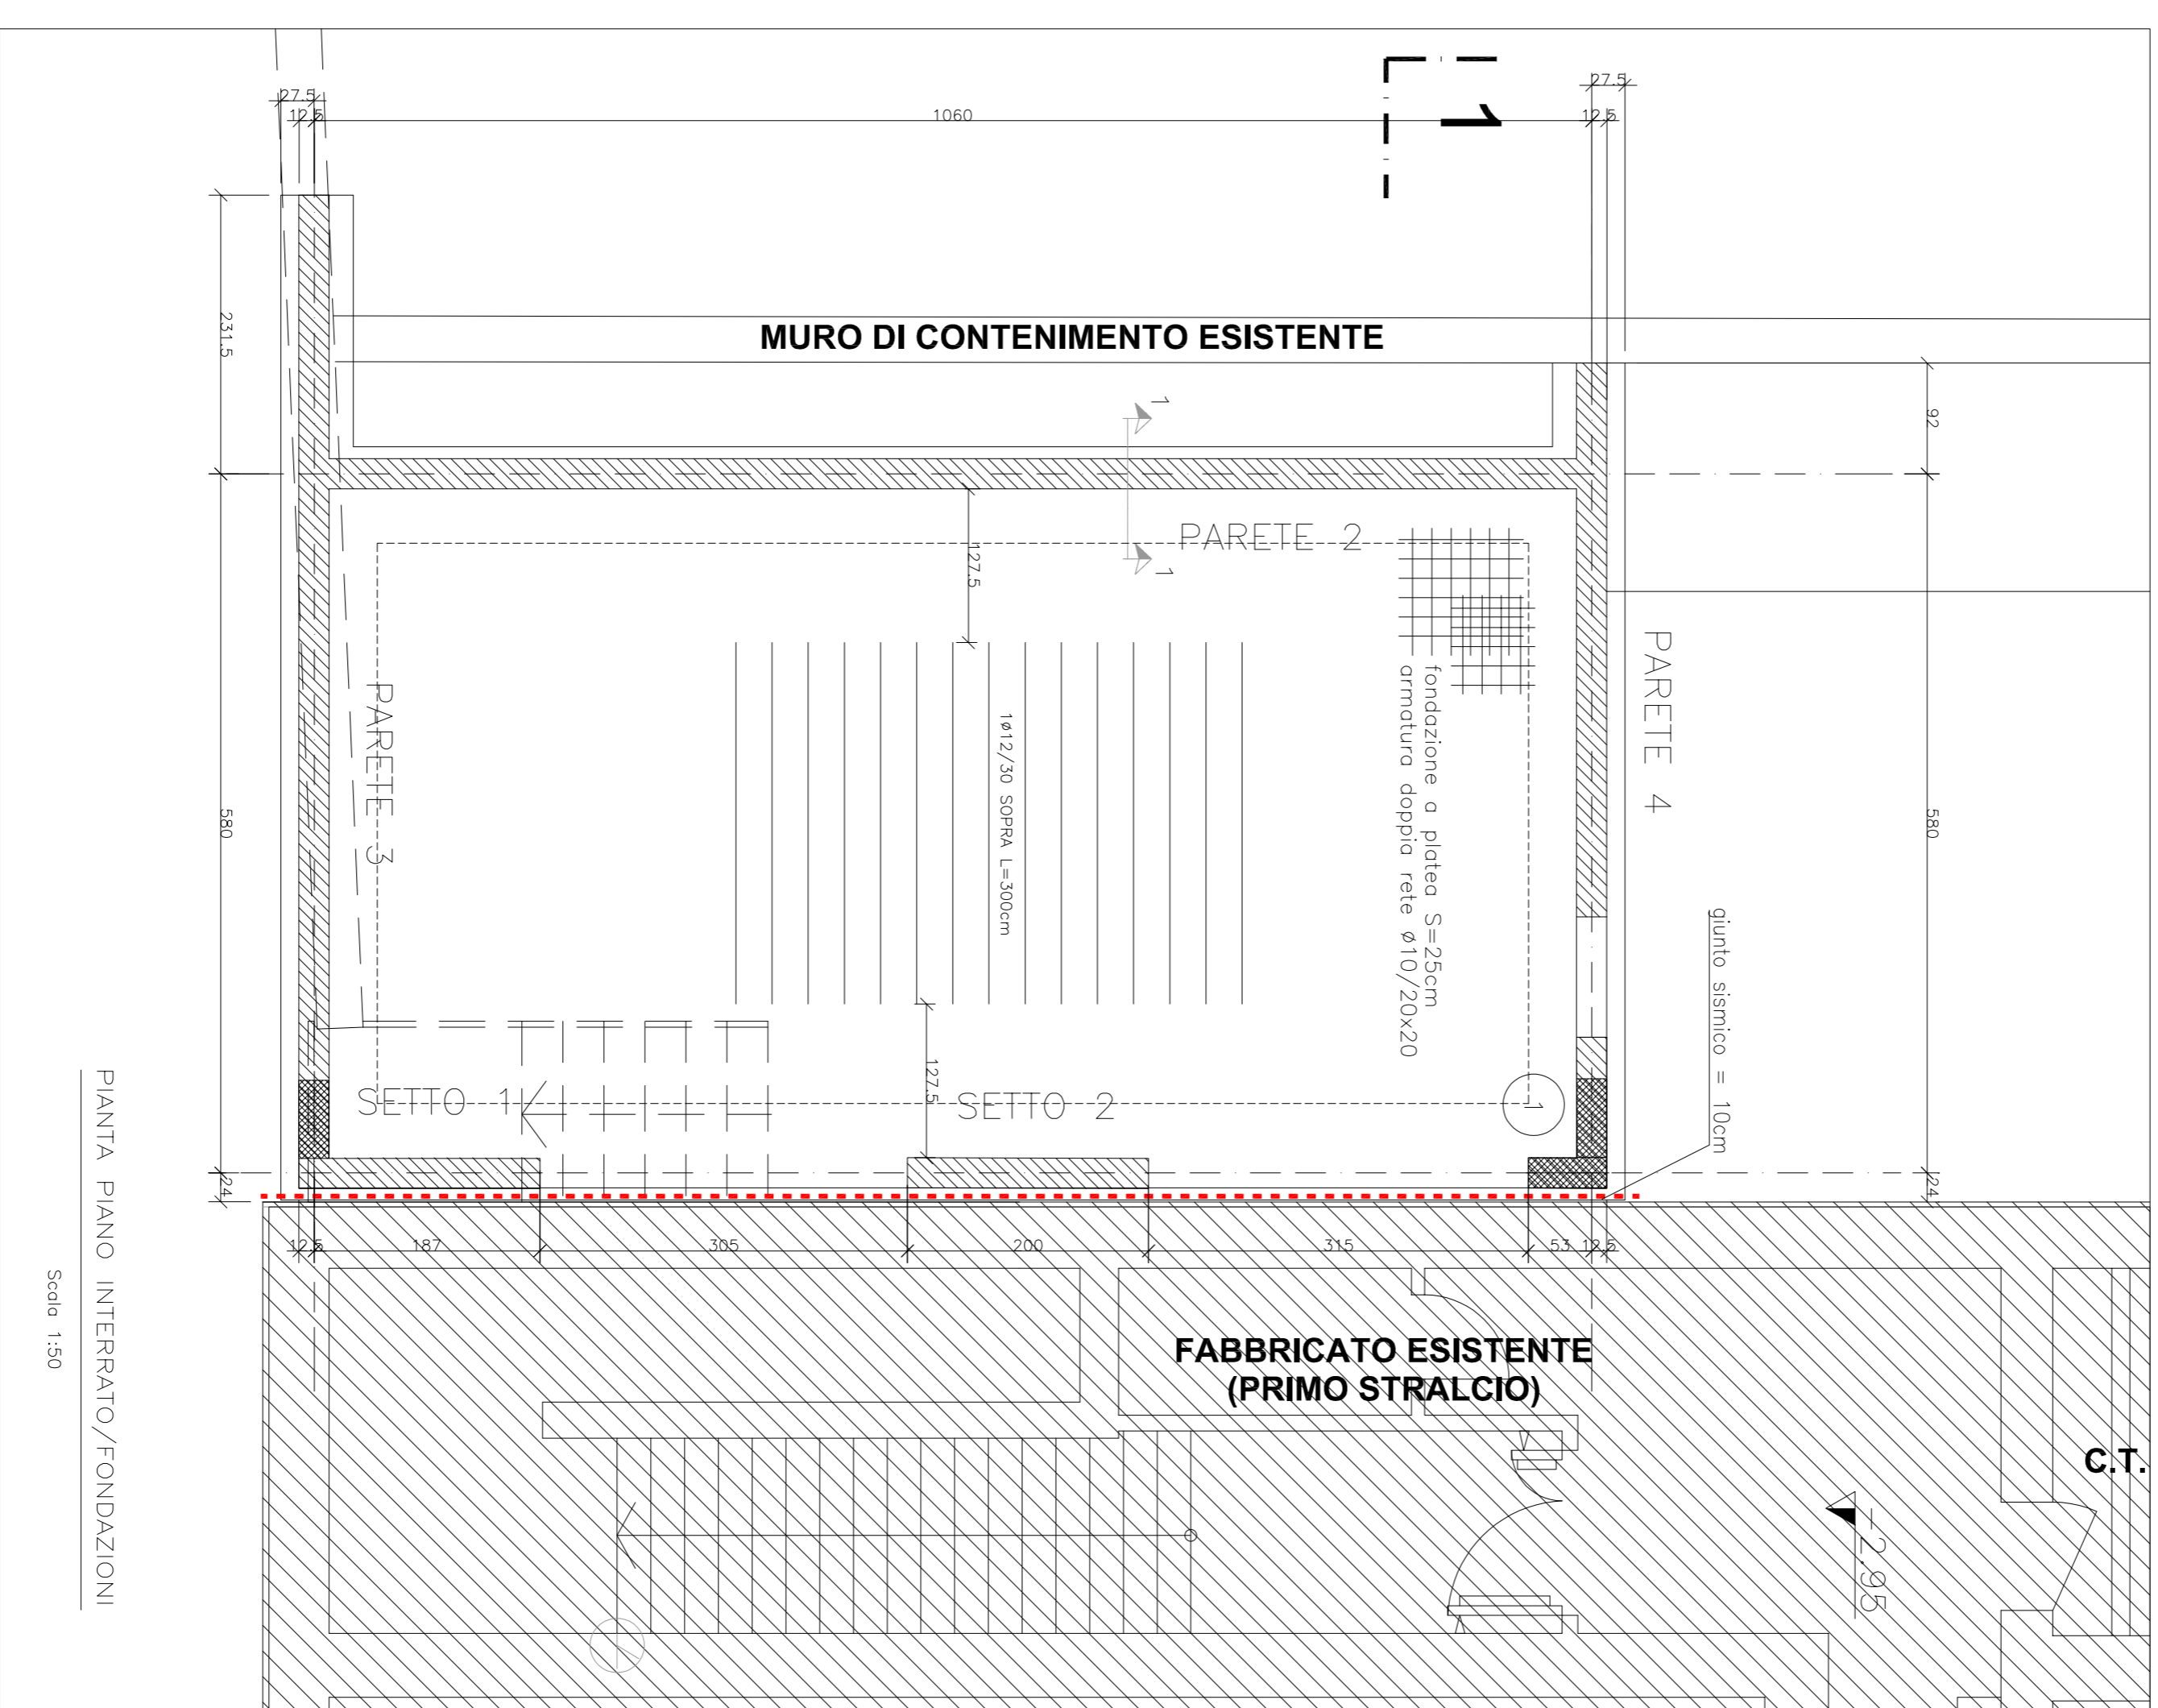 27.5
12.5
1060
27.5
12.5
1
231.5
MURO DI CONTENIMENTO ESISTENTE
92
1
1
PARETE 2
127.5
PARETE 3
1ø12/30 SOPRA L=300cm
fondazione a platea S=25cm
armatura doppia rete ø10/20x20
PARETE 4
580
580
giunto sismico = 10cm
SETTO 1
127.5
SETTO 2
1
24
24
12.5
187
305
200
315
53
12.5
FABBRICATO ESISTENTE
(PRIMO STRALCIO)
C.T.
-2.95
PIANTA PIANO INTERRATO/FONDAZIONI
Scala 1:50